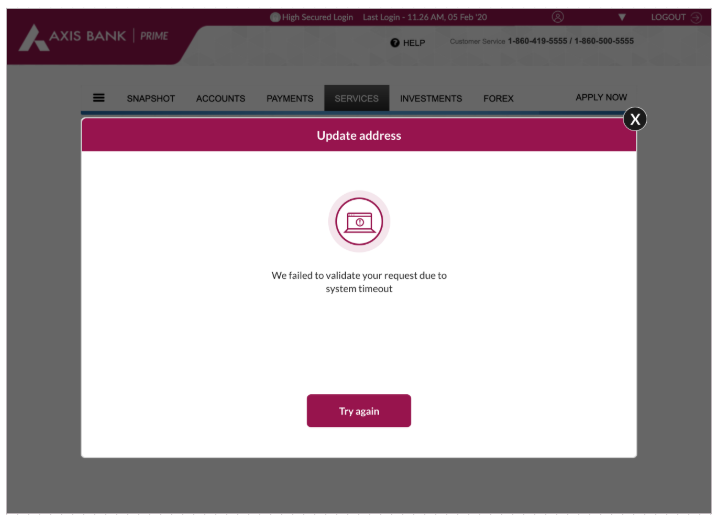 High Secured Login Last Login - 11.26 AM, 05 Feb '20 LOGOUT
AXIS BANK | PRIME
HELP Customer Service 1-860-419-5555 / 1-860-500-5555
SNAPSHOT ACCOUNTS PAYMENTS SERVICES INVESTMENTS FOREX APPLY NOW
X
Update address
We failed to validate your request due to
system timeout
Try again